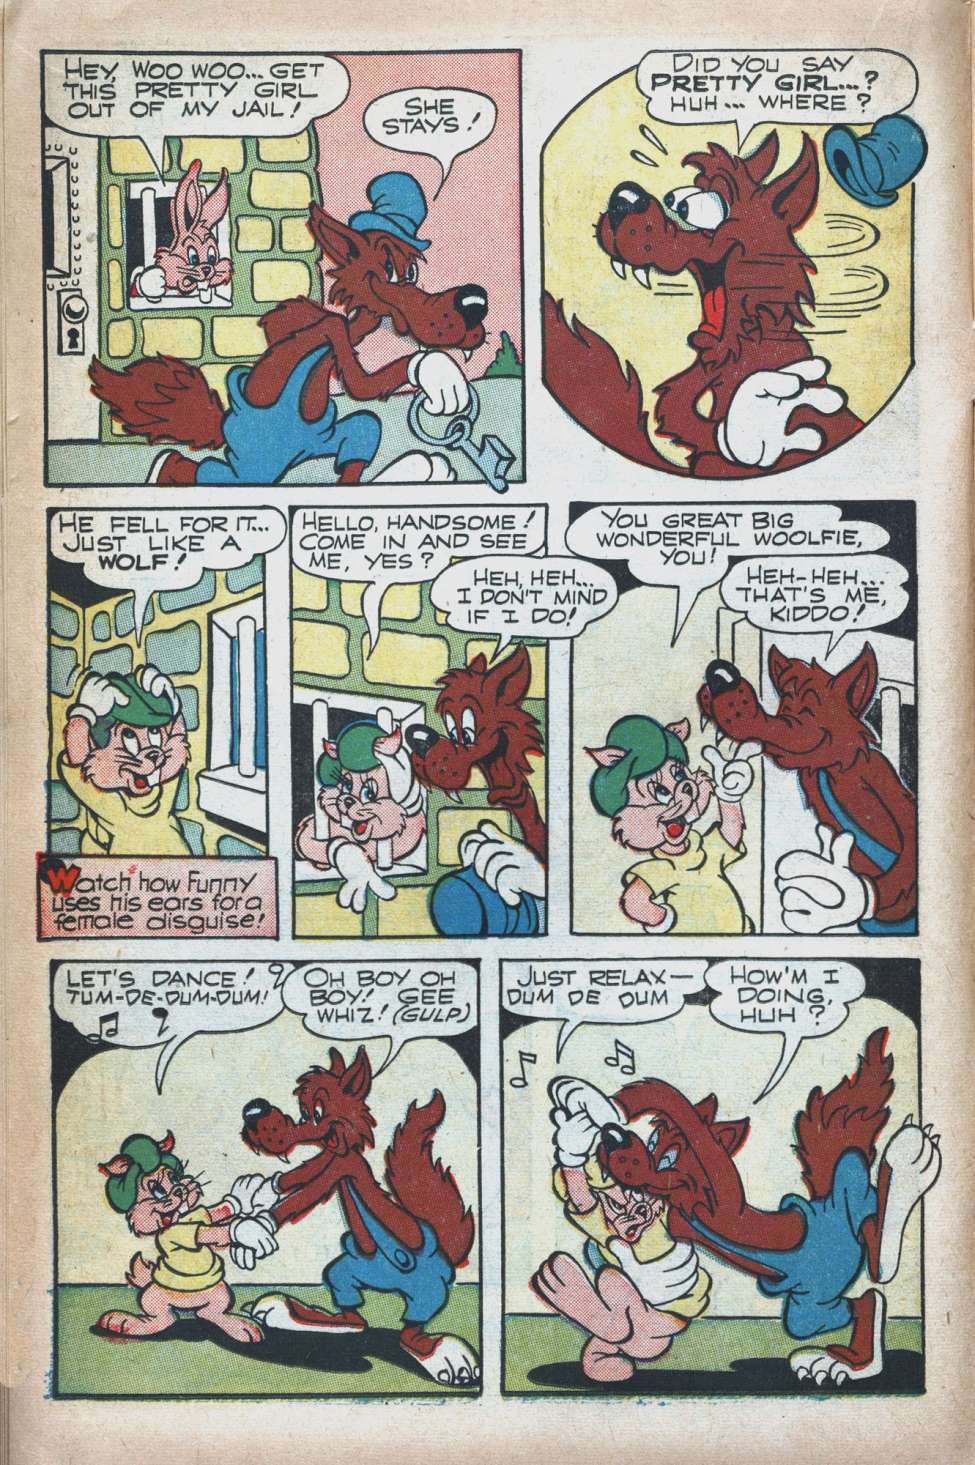 HEY, WOO WOO... GET
THIS PRETTY GIRL
OUT OF MY JAIL!
SHE
STAYS!
DID YOU SAY
PRETTY GIRL...?
HUH... WHERE?
HE FELL FOR IT...
JUST LIKE A
WOLF!
Watch how Funny
uses his ears for a
female disguise!
HELLO, HANDSOME!
COME IN AND SEE
ME, YES?
HEH, HEH...
I DON'T MIND
IF I DO!
YOU GREAT BIG
WONDERFUL WOOLFIE,
YOU!
HEH-HEH...
THAT'S ME,
KIDDO!
LET'S DANCE!
TUM-DE-DUM-DUM!
OH BOY OH
BOY! GEE
WHIZ! (GULP)
JUST RELAX—
DUM DE DUM
HOW'M I
DOING,
HUH?